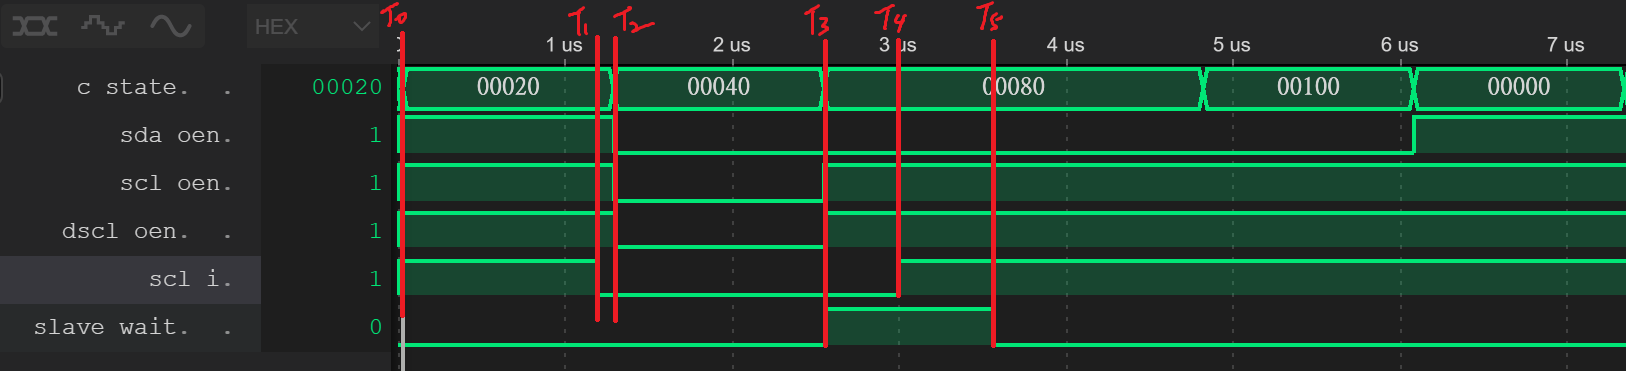 HEX
T0 T1 T2 T3 T4 T5
1 us 2 us 3 us 4 us 5 us 6 us 7 us
c state. . 00020 00020 00040 00080 00100 00000
sda oen. 1
scl oen. 1
dscl oen. . 1
scl i. 1
slave wait. . 0